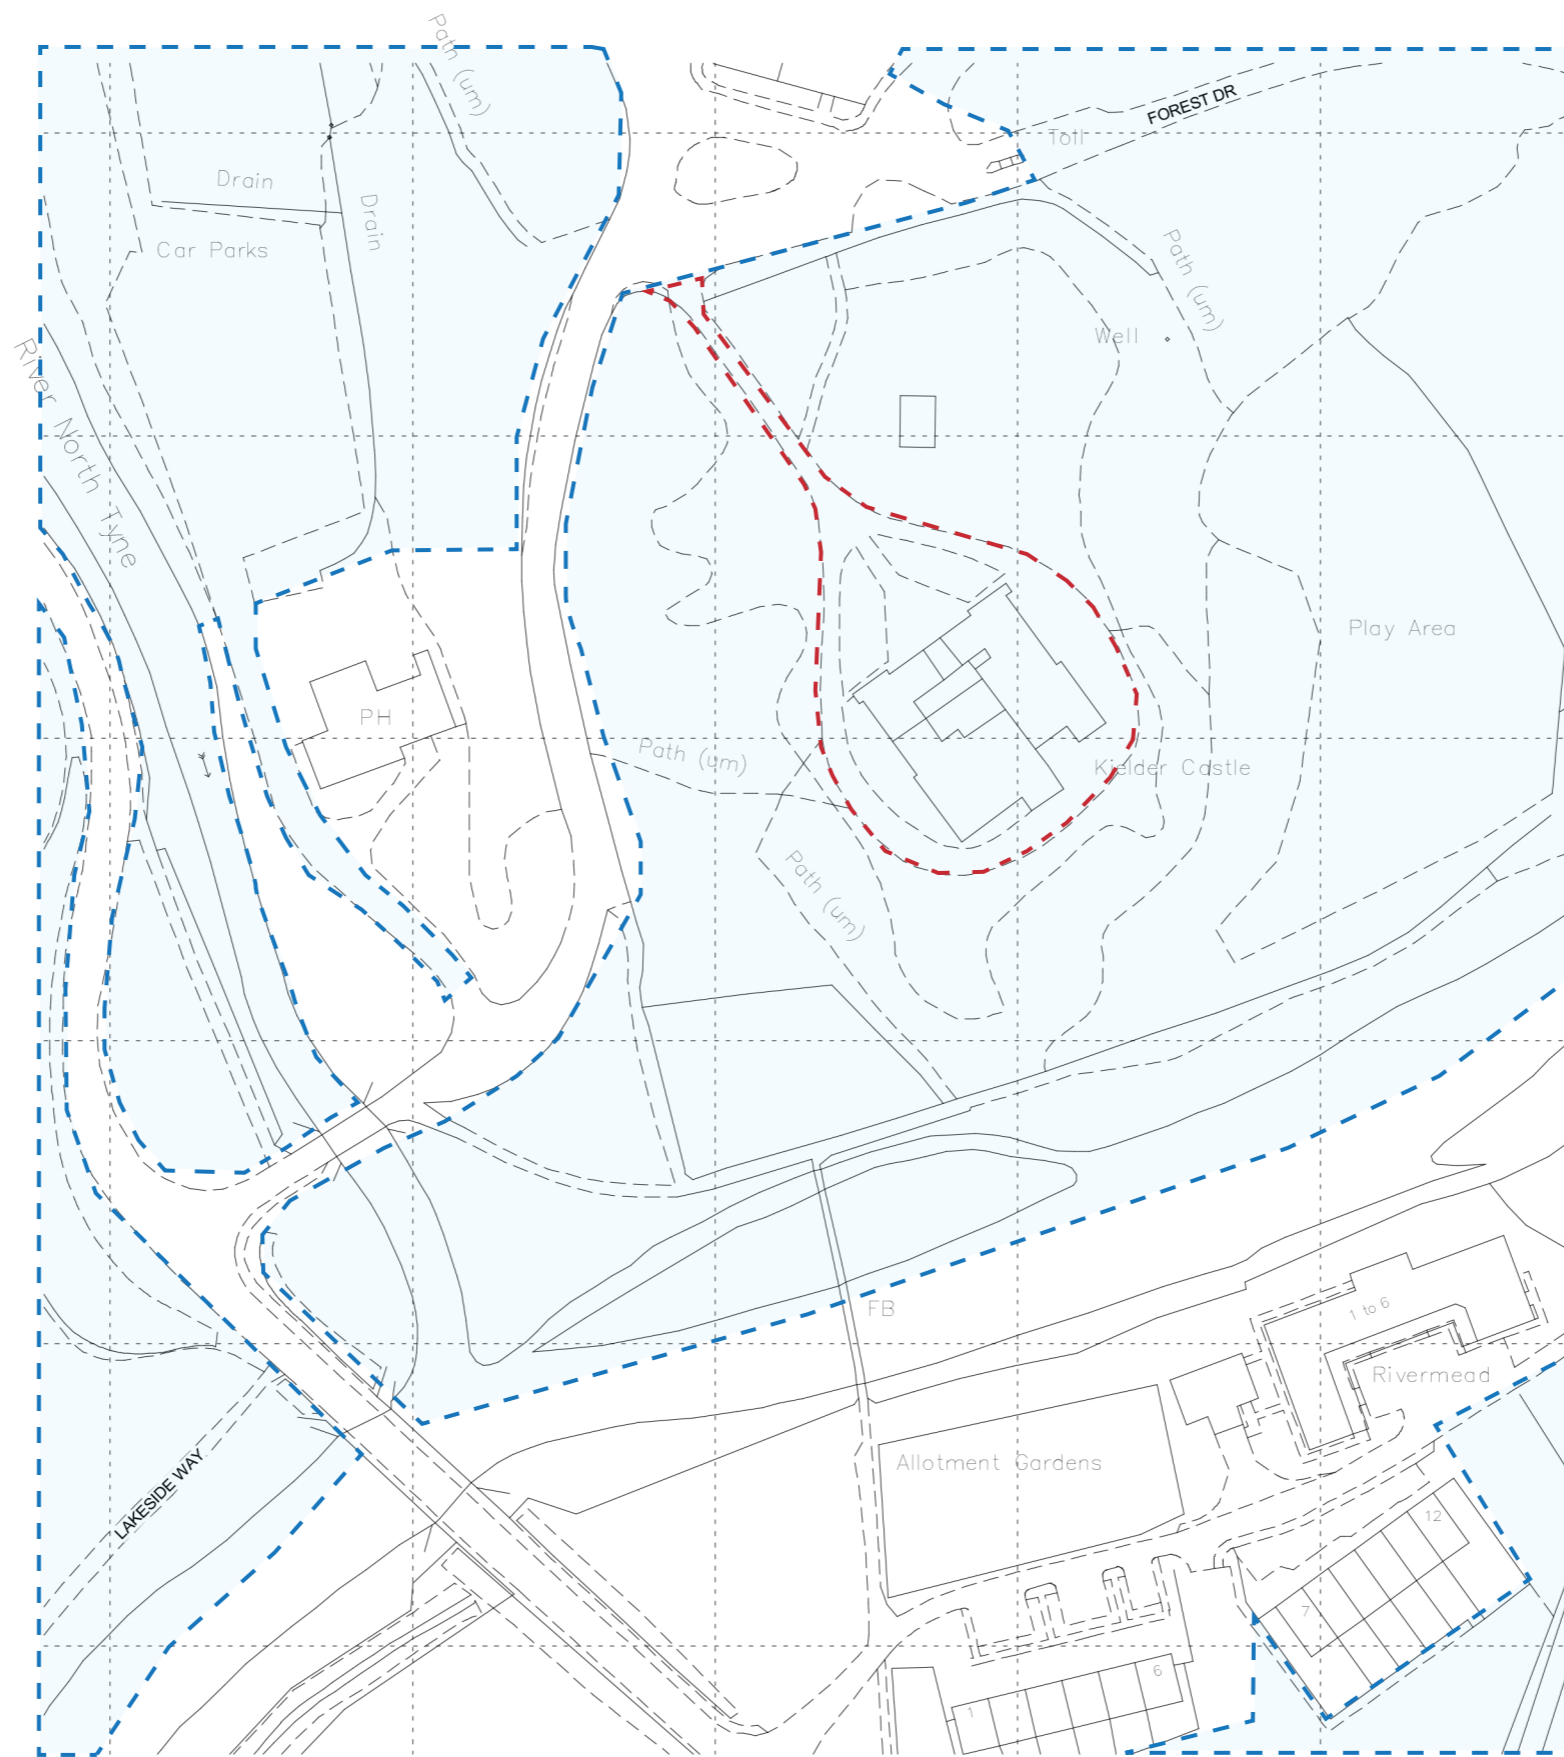 Path (um)
FOREST DR
Toll
Drain
Drain
Car Parks
Path (um)
Well
River North Tyne
Play Area
PH
Path (um)
Kielder Castle
Path (um)
FB
1 to 6
Rivermead
LAKESIDE WAY
Allotment Gardens
12
7
6
1